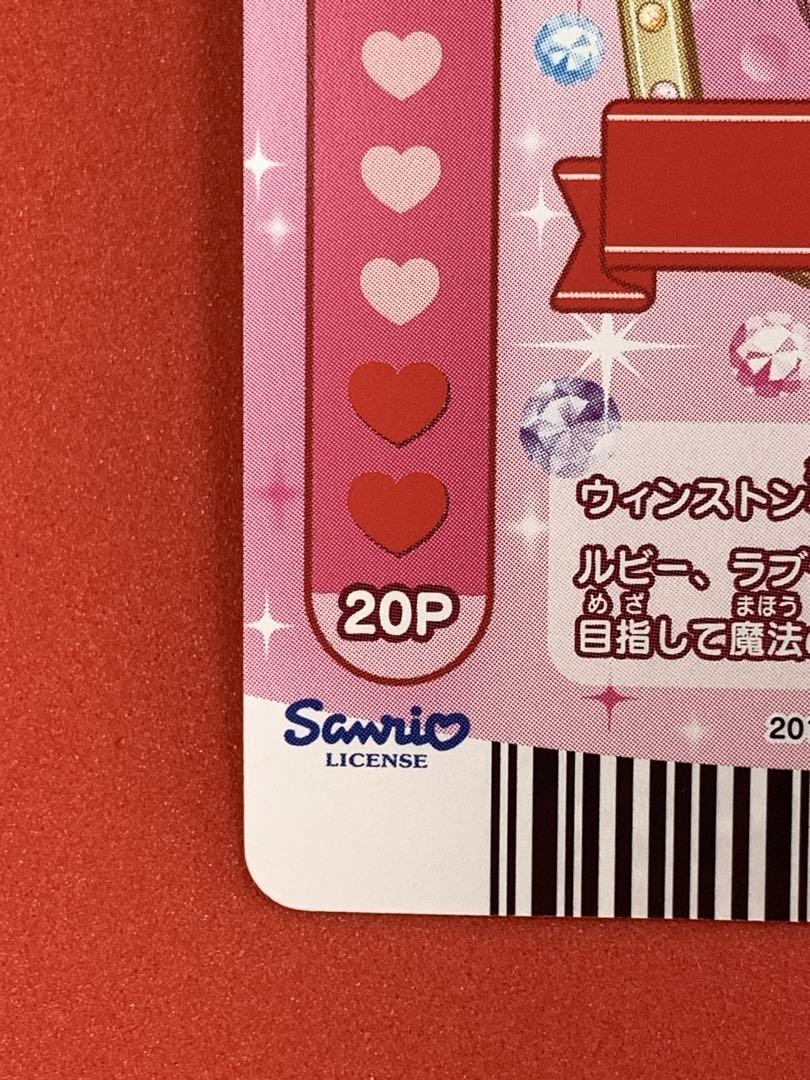 ウィンストン
ルビー、ラブ
めざ まほう
目指して魔法
20P
201
Sanrio
LICENSE